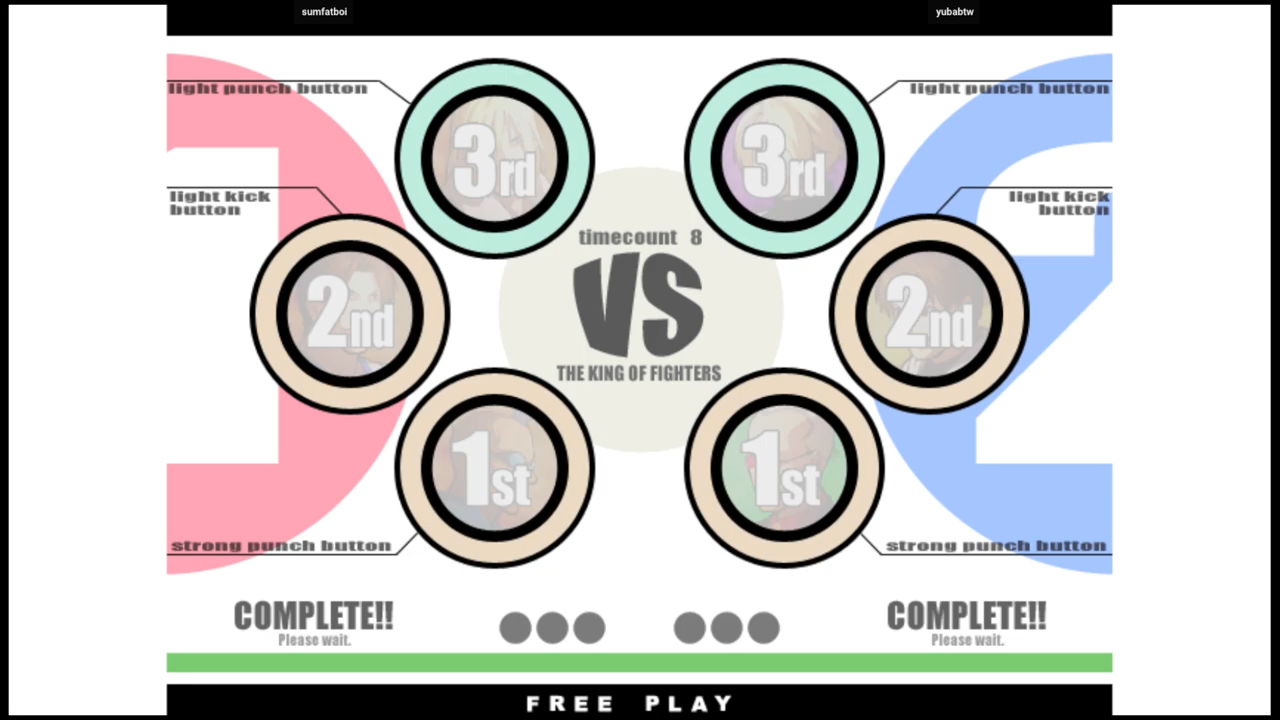 sumfatboi
yubabtw
light punch button
light punch button
3rd
3rd
light kick
button
light kick
button
timecount 8
VS
THE KING OF FIGHTERS
2nd
2nd
1st
1st
strong punch button
strong punch button
COMPLETE!!
Please wait.
COMPLETE!!
Please wait.
FREE PLAY